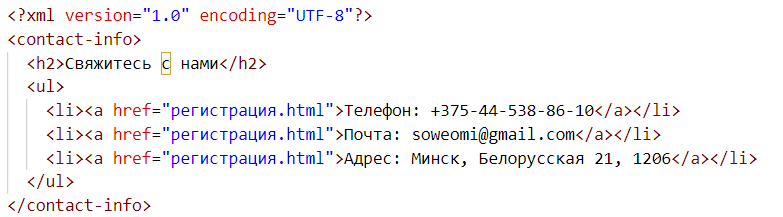 <?xml version="1.0" encoding="UTF-8"?>
<contact-info>
<h2>Свяжитесь с нами</h2>
<ul>
<li><a href="регистрация.html">Телефон: +375-44-538-86-10</a></li>
<li><a href="регистрация.html">Почта: soweomi@gmail.com</a></li>
<li><a href="регистрация.html">Адрес: Минск, Белорусская 21, 1206</a></li>
</ul>
</contact-info>